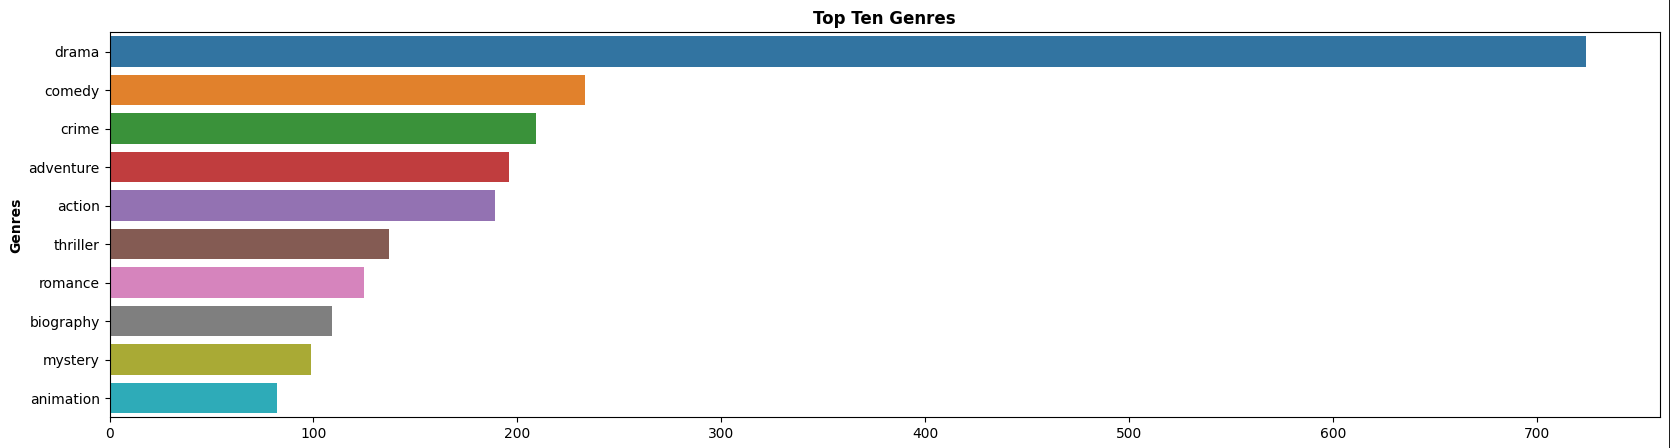 Top Ten Genres
Genres
drama
comedy
crime
adventure
action
thriller
romance
biography
mystery
animation
0 100 200 300 400 500 600 700